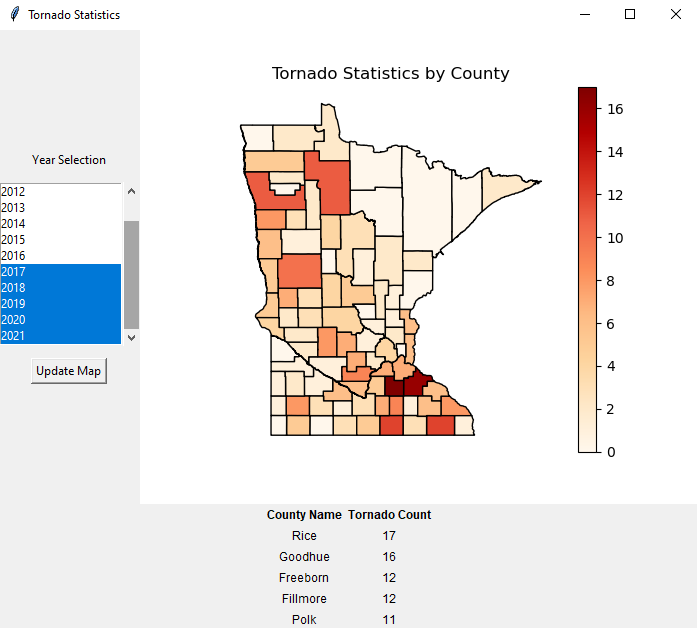 Tornado Statistics
Year Selection
2012
2013
2014
2015
2016
2017
2018
2019
2020
2021
Update Map
Tornado Statistics by County
16
14
12
10
8
6
4
2
0
County Name Tornado Count
Rice 17
Goodhue 16
Freeborn 12
Fillmore 12
Polk 11